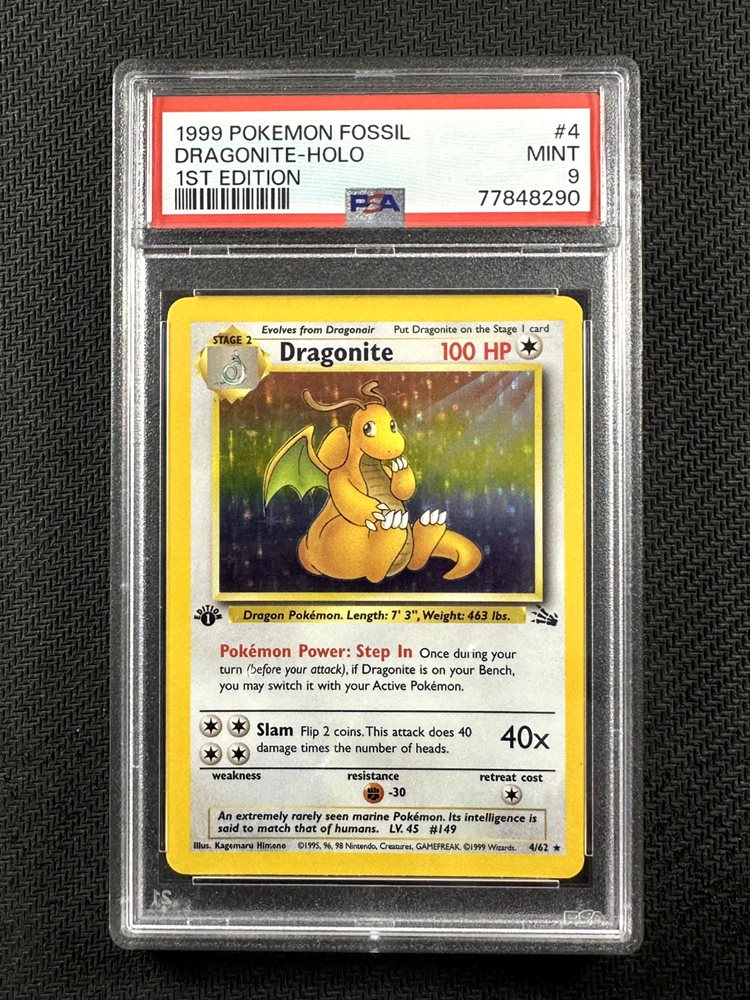 1999 POKEMON FOSSIL #4
DRAGONITE-HOLO MINT
1ST EDITION 9
PSA 77848290
Evolves from Dragonair Put Dragonite on the Stage 1 card
STAGE 2
Dragonite 100 HP
EDITION
1
Dragon Pokémon. Length: 7' 3", Weight: 463 lbs.
Pokémon Power: Step In Once during your
turn (before your attack), if Dragonite is on your Bench,
you may switch it with your Active Pokémon.
Slam Flip 2 coins. This attack does 40
damage times the number of heads. 40x
weakness resistance retreat cost
-30
An extremely rarely seen marine Pokémon. Its intelligence is
said to match that of humans. LV. 45 #149
Illus. Kagemaru Himeno ©1995, 96, 98 Nintendo, Creatures, GAMEFREAK. ©1999 Wizards. 4/62 ★
PSA